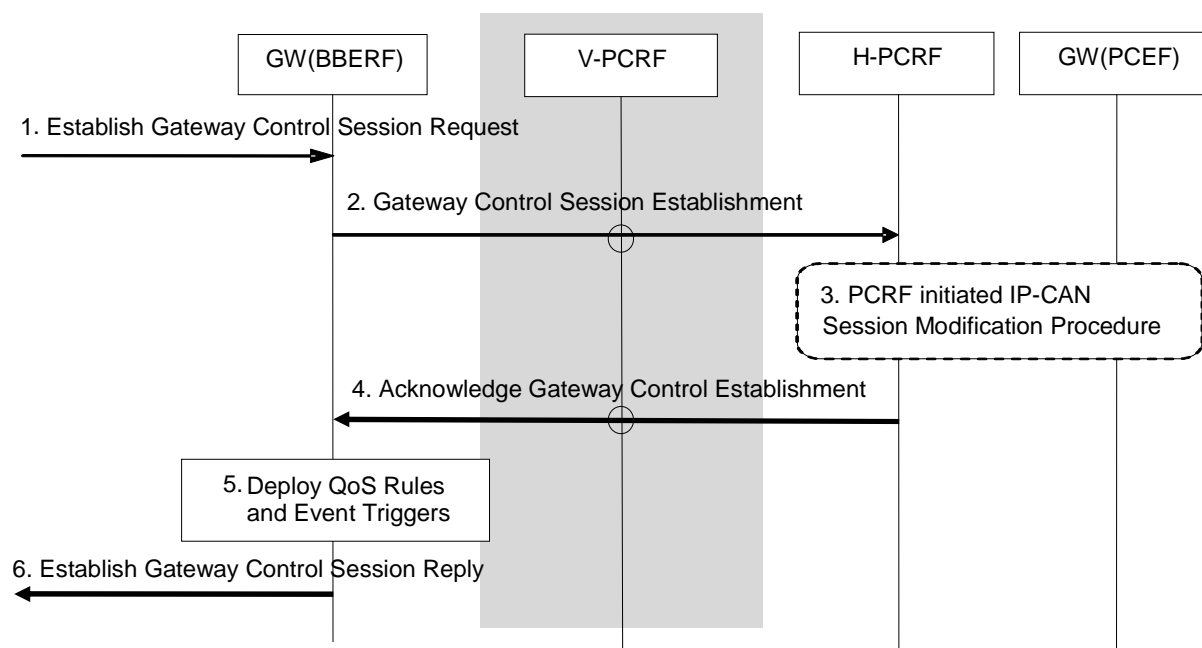 GW(BBERF)
V-PCRF
H-PCRF
GW(PCEF)
1. Establish Gateway Control Session Request
2. Gateway Control Session Establishment
3. PCRF initiated IP-CAN
Session Modification Procedure
4. Acknowledge Gateway Control Establishment
5. Deploy QoS Rules
and Event Triggers
6. Establish Gateway Control Session Reply